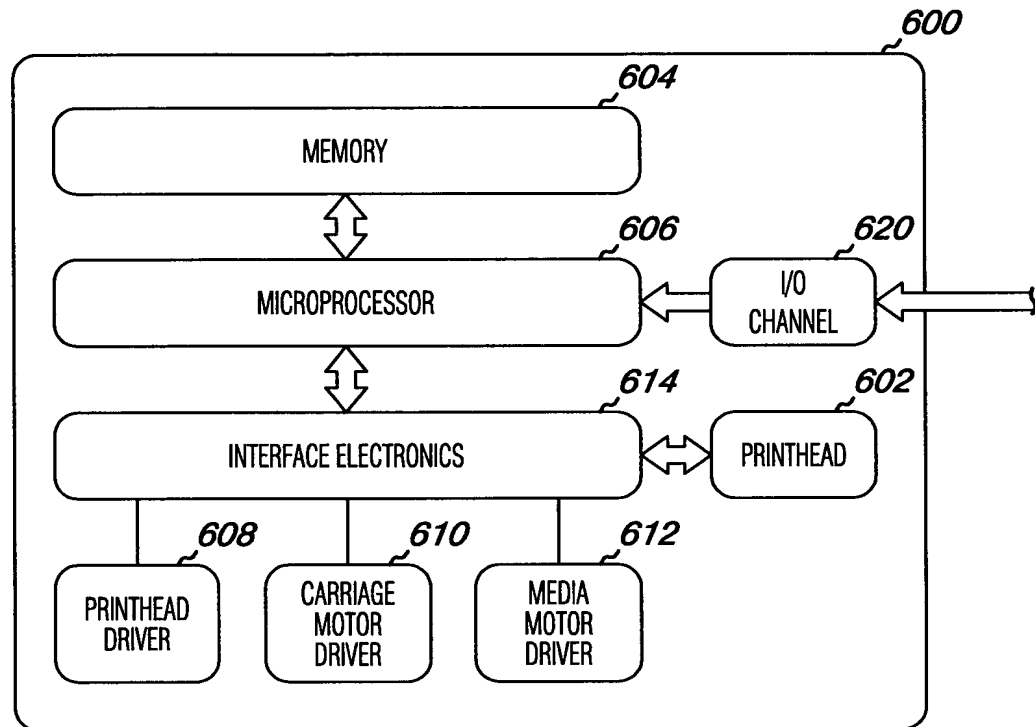 600
604
MEMORY
606
MICROPROCESSOR
620
I/O
CHANNEL
614
INTERFACE ELECTRONICS
602
PRINTHEAD
608
PRINTHEAD
DRIVER
610
CARRIAGE
MOTOR
DRIVER
612
MEDIA
MOTOR
DRIVER